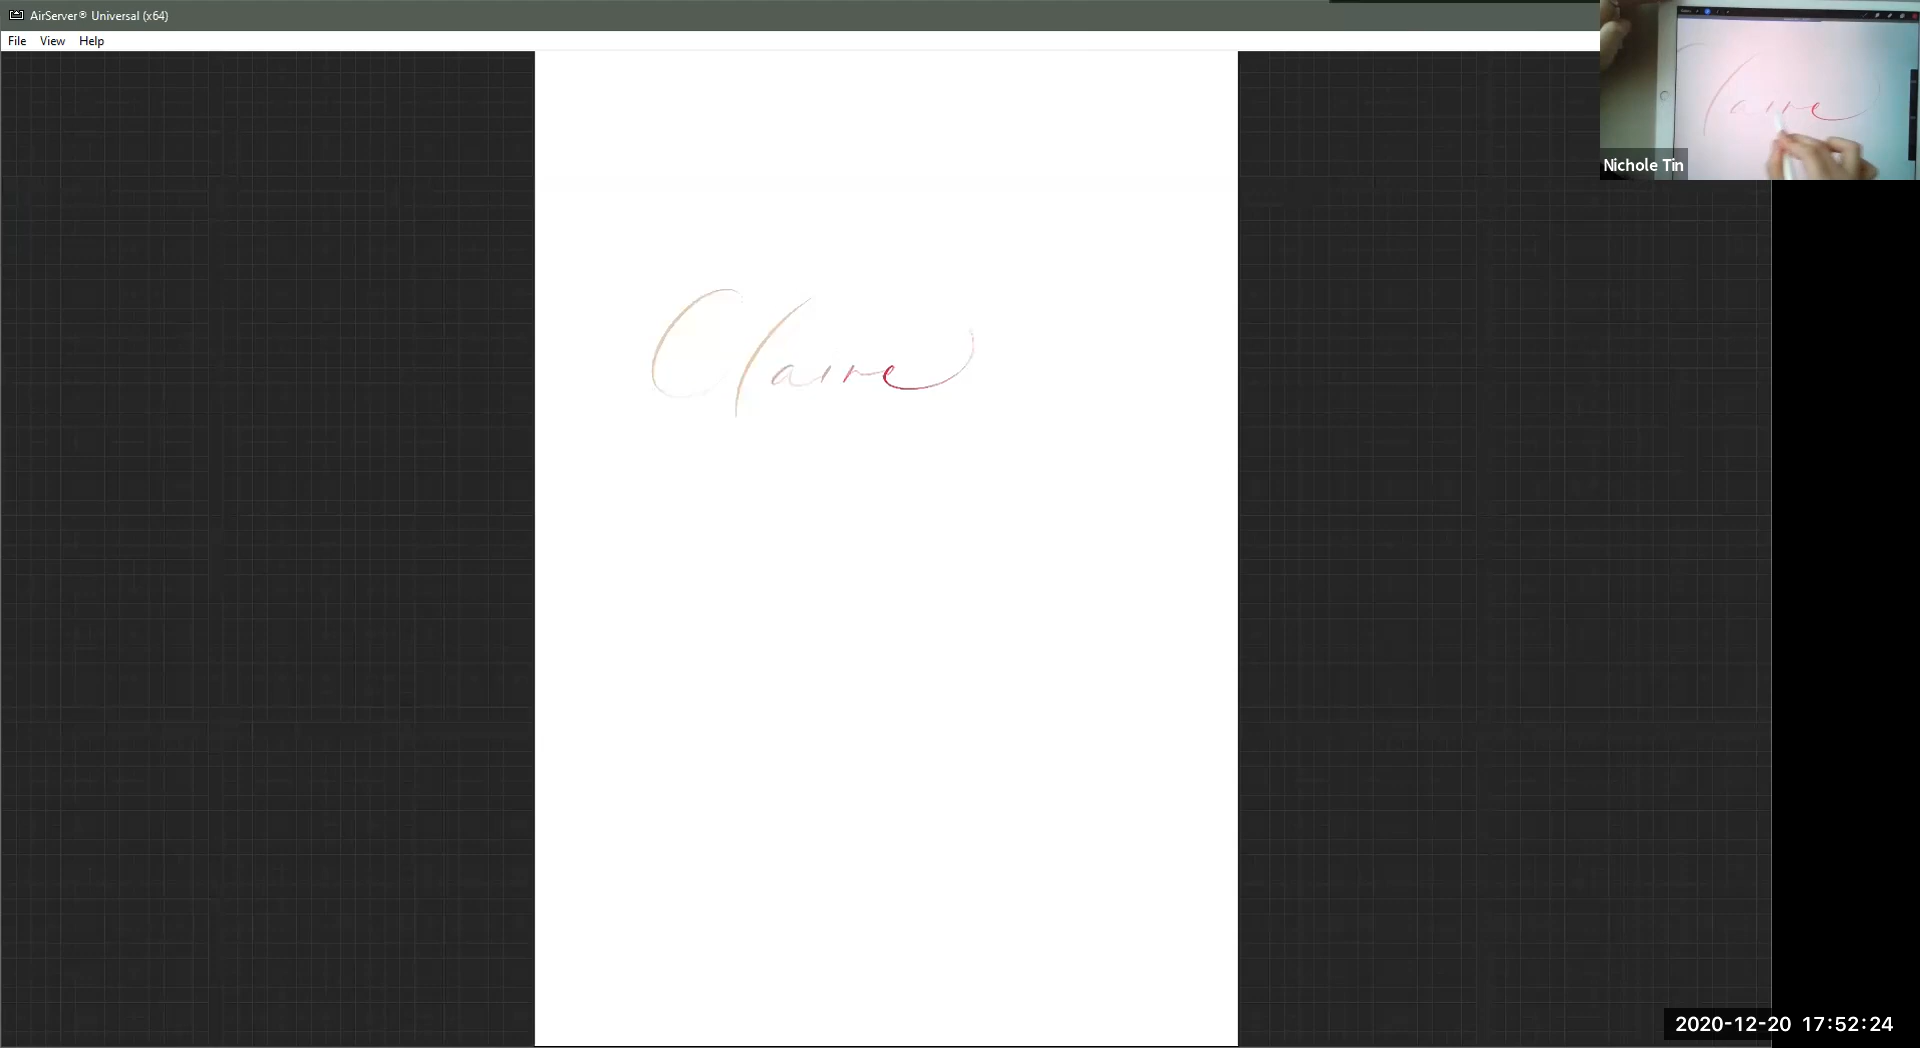 AirServer® Universal (x64)
File View Help
Claire
Nichole Tin
2020-12-20 17:52:24